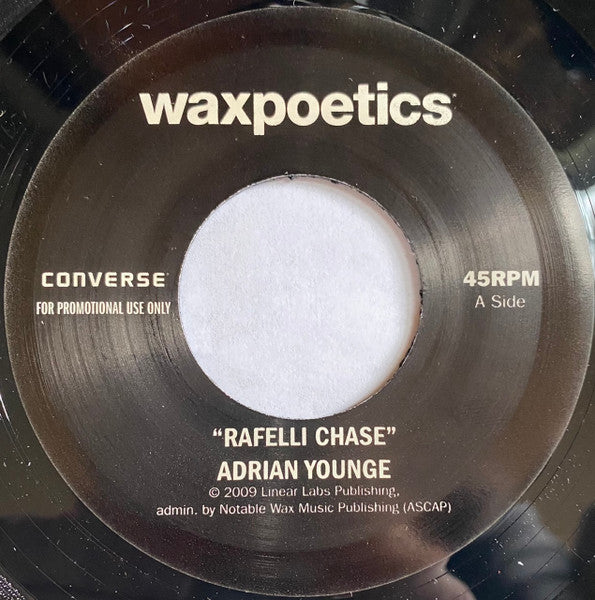 waxpoetics
CONVERSE
FOR PROMOTIONAL USE ONLY
45RPM
A Side
"RAFELLI CHASE"
ADRIAN YOUNGE
© 2009 Linear Labs Publishing,
admin. by Notable Wax Music Publishing (ASCAP)